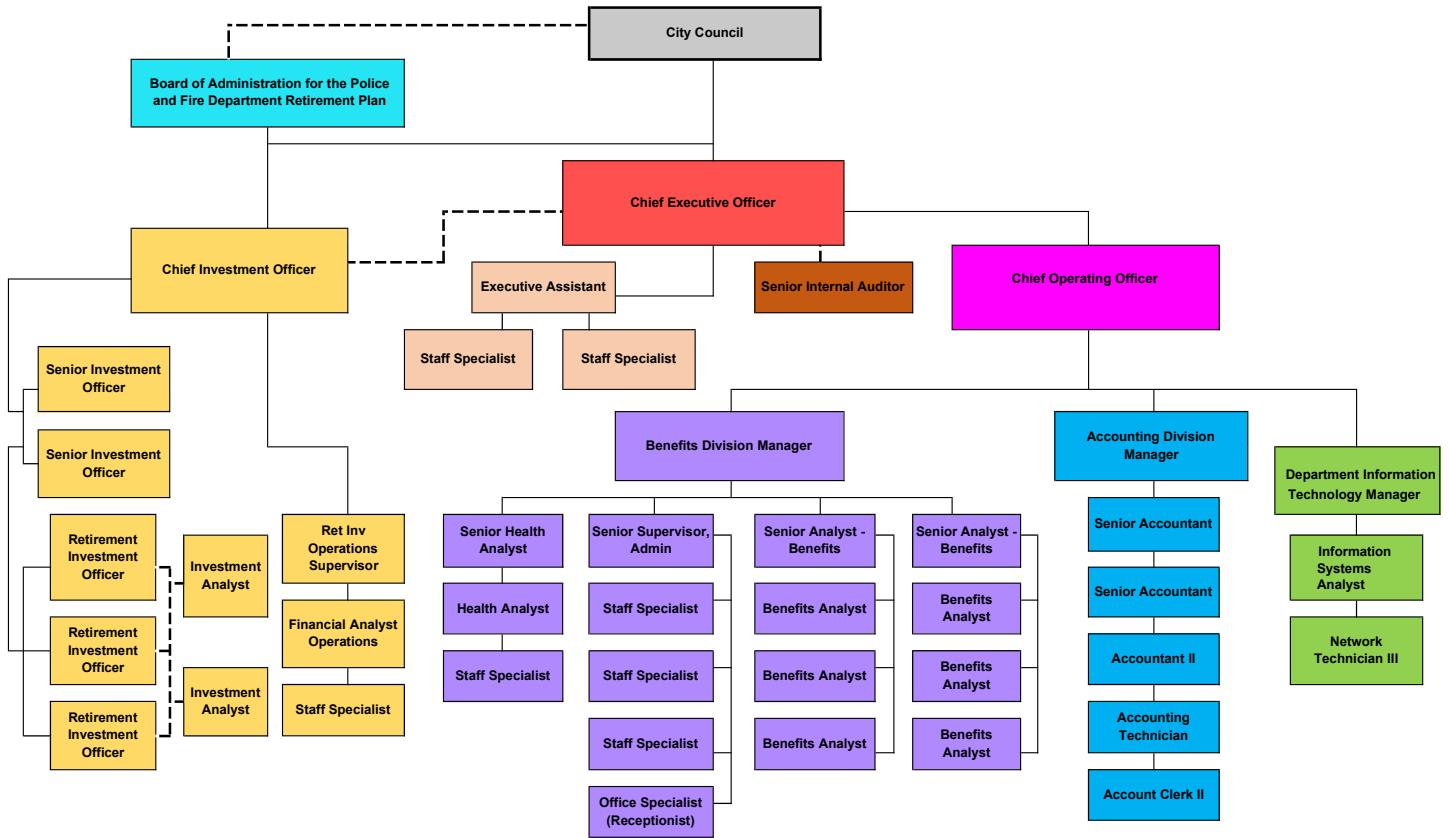 City Council
Board of Administration for the Police
and Fire Department Retirement Plan
Chief Executive Officer
Chief Investment Officer
Executive Assistant
Senior Internal Auditor
Chief Operating Officer
Staff Specialist
Staff Specialist
Senior Investment
Officer
Senior Investment
Officer
Retirement
Investment
Officer
Retirement
Investment
Officer
Retirement
Investment
Officer
Investment
Analyst
Investment
Analyst
Ret Inv
Operations
Supervisor
Financial Analyst
Operations
Staff Specialist
Benefits Division Manager
Senior Health
Analyst
Health Analyst
Staff Specialist
Senior Supervisor,
Admin
Staff Specialist
Staff Specialist
Staff Specialist
Office Specialist
(Receptionist)
Senior Analyst -
Benefits
Benefits Analyst
Benefits Analyst
Benefits Analyst
Senior Analyst -
Benefits
Benefits
Analyst
Benefits
Analyst
Benefits
Analyst
Accounting Division
Manager
Senior Accountant
Senior Accountant
Accountant II
Accounting
Technician
Account Clerk II
Department Information
Technology Manager
Information
Systems
Analyst
Network
Technician III